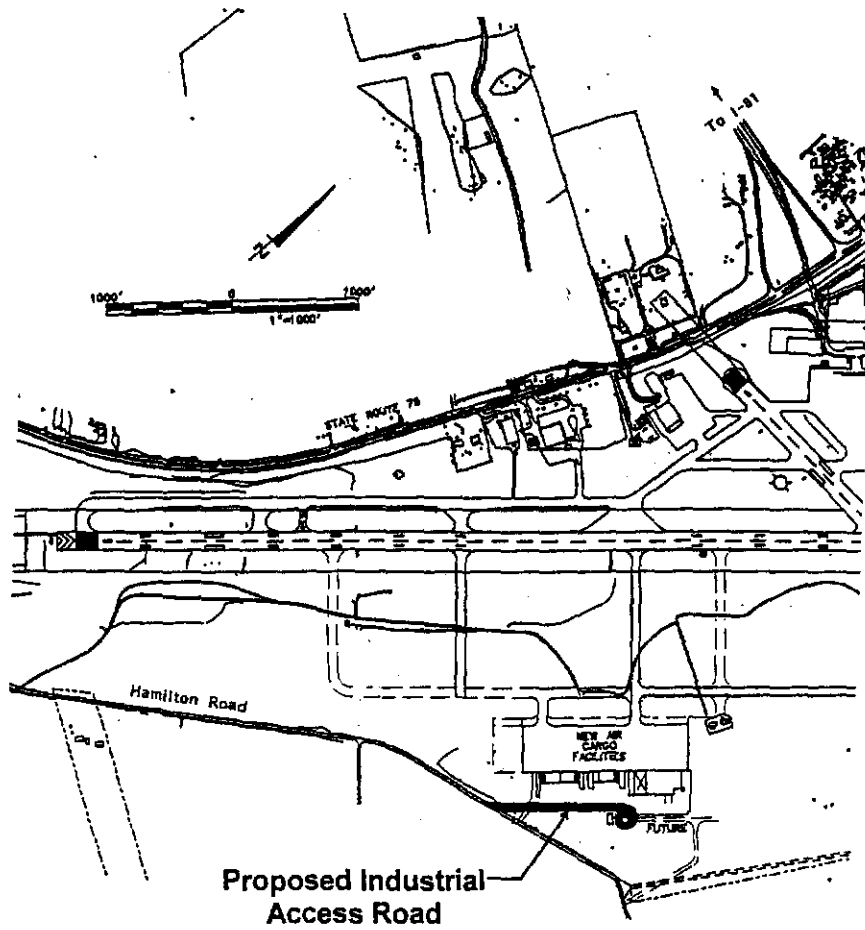 To I-81
N
1000' 0 2000'
1"=1000'
STATE ROUTE 75
Hamilton Road
NEW AIR
CARGO
FACILITIES
FUTURE
Proposed Industrial
Access Road